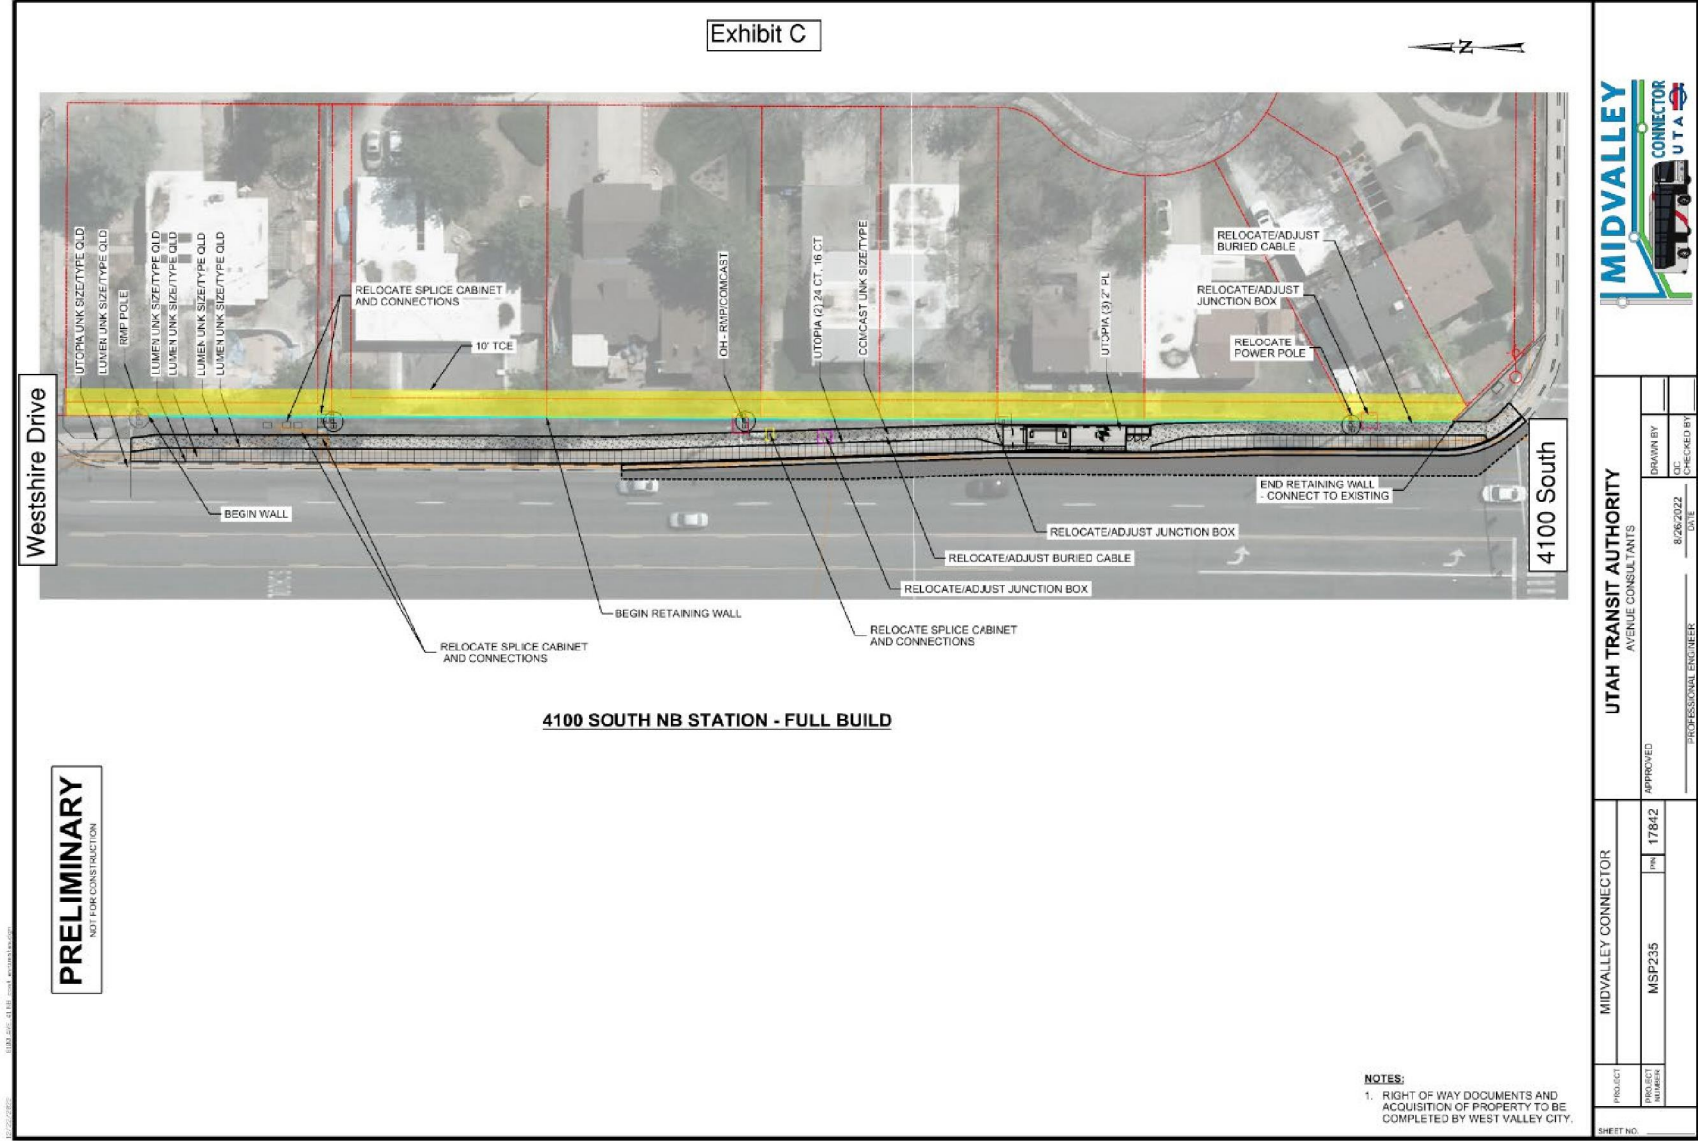 Exhibit C
N
UTOPIA UNK SIZE/TYPE QLD
LUMEN UNK SIZE/TYPE QLD
RMP POLE
LUMEN UNK SIZE/TYPE QLD
LUMEN UNK SIZE/TYPE QLD
LUMEN UNK SIZE/TYPE QLD
LUMEN UNK SIZE/TYPE QLD
RELOCATE SPLICE CABINET
AND CONNECTIONS
10' TCE
OH - RMP/COMCAST
UTOPIA (2) 24 CT, 16 CT
COMCAST UNK SIZE/TYPE
UTOPIA (3) 2" PL
RELOCATE/ADJUST
BURIED CABLE
RELOCATE/ADJUST
JUNCTION BOX
RELOCATE
POWER POLE
Westshire Drive
4100 South
BEGIN WALL
END RETAINING WALL
- CONNECT TO EXISTING
RELOCATE/ADJUST JUNCTION BOX
RELOCATE/ADJUST BURIED CABLE
RELOCATE/ADJUST JUNCTION BOX
BEGIN RETAINING WALL
RELOCATE SPLICE CABINET
AND CONNECTIONS
RELOCATE SPLICE CABINET
AND CONNECTIONS
4100 SOUTH NB STATION - FULL BUILD
PRELIMINARY
NOT FOR CONSTRUCTION
NOTES:
1. RIGHT OF WAY DOCUMENTS AND
ACQUISITION OF PROPERTY TO BE
COMPLETED BY WEST VALLEY CITY.
MIDVALLEY
CONNECTOR
UTA
UTAH TRANSIT AUTHORITY
AVENUE CONSULTANTS
DRAWN BY
QC
CHECKED BY
8/26/2022
DATE
APPROVED
PROFESSIONAL ENGINEER
MIDVALLEY CONNECTOR
PROJECT
MSP235
PROJECT
NUMBER
PIN
17842
SHEET NO.